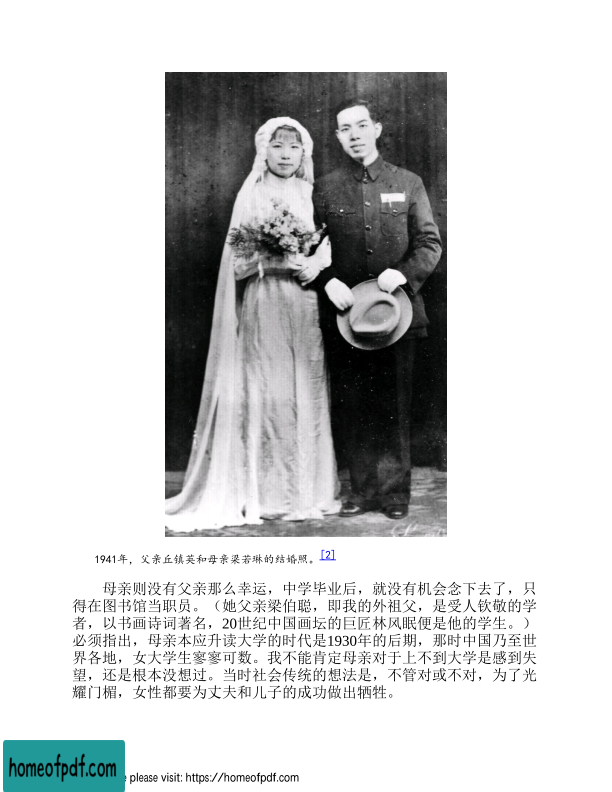 1941年，父亲丘镇英和母亲梁若琳的结婚照。[2]
母亲则没有父亲那么幸运，中学毕业后，就没有机会念下去了，只
得在图书馆当职员。（她父亲梁伯聪，即我的外祖父，是受人钦敬的学
者，以书画诗词著名，20世纪中国画坛的巨匠林风眠便是他的学生。）
必须指出，母亲本应升读大学的时代是1930年的后期，那时中国乃至世
界各地，女大学生寥寥可数。我不能肯定母亲对于上不到大学是感到失
望，还是根本没想过。当时社会传统的想法是，不管对或不对，为了光
耀门楣，女性都要为丈夫和儿子的成功做出牺牲。
homeofpdf.com
please visit: https://homeofpdf.com